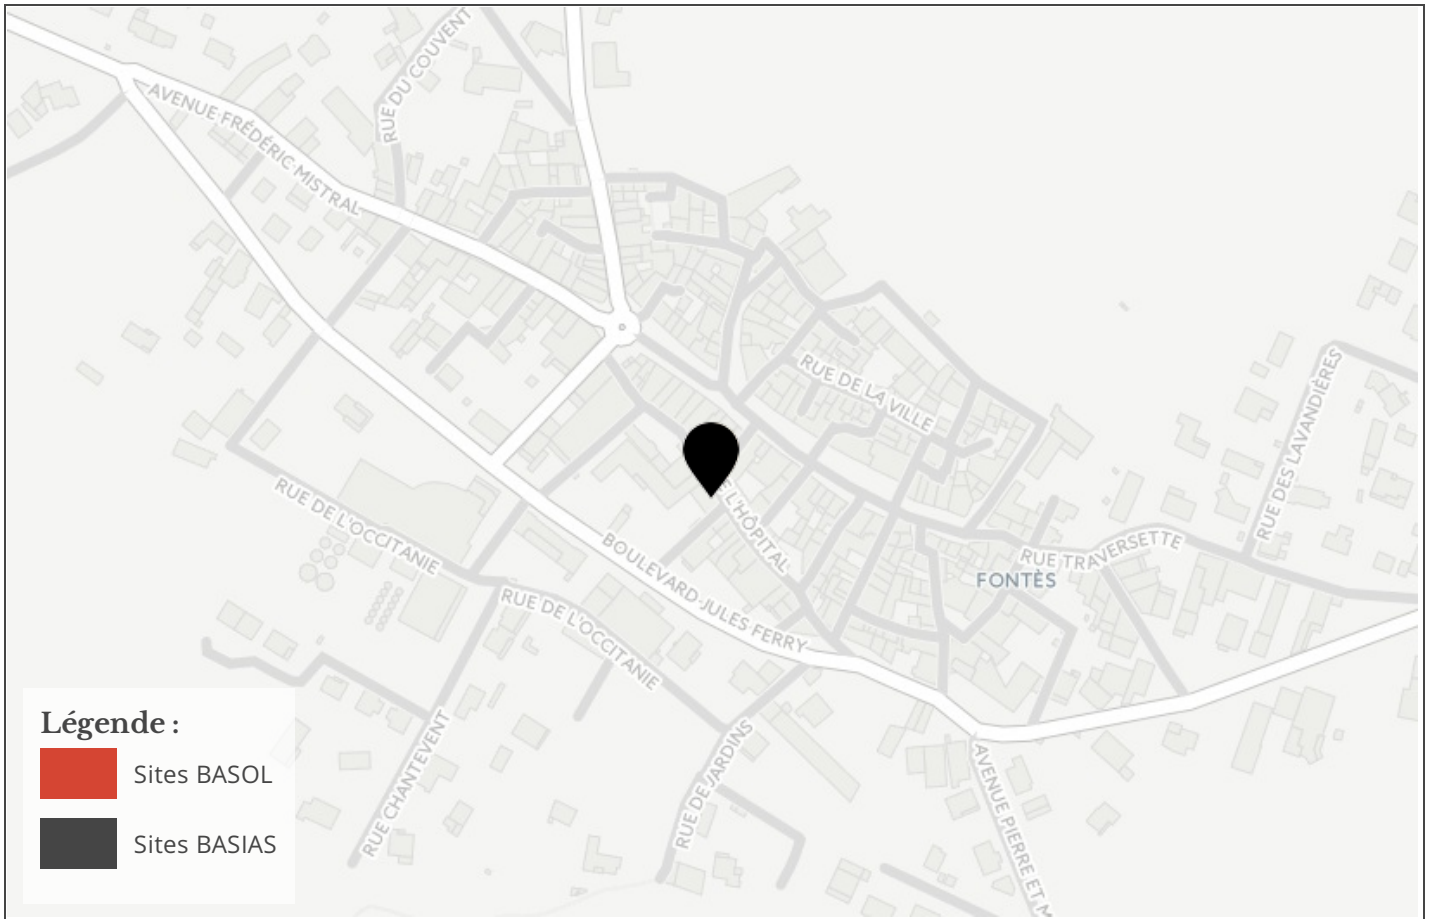 RUE DU COUVENT
AVENUE FRÉDÉRIC MISTRAL
RUE DE LA VILLE
RUE DES LAVANDIÈRES
RUE DE L'OCCITANIE
L'HÔPITAL
BOULEVARD JULES FERRY
RUE TRAVERSETTE
FONTÈS
RUE DE L'OCCITANIE
RUE CHANTEVENT
RUE DE JARDINS
AVENUE PIERRE ET M
Légende :
Sites BASOL
Sites BASIAS